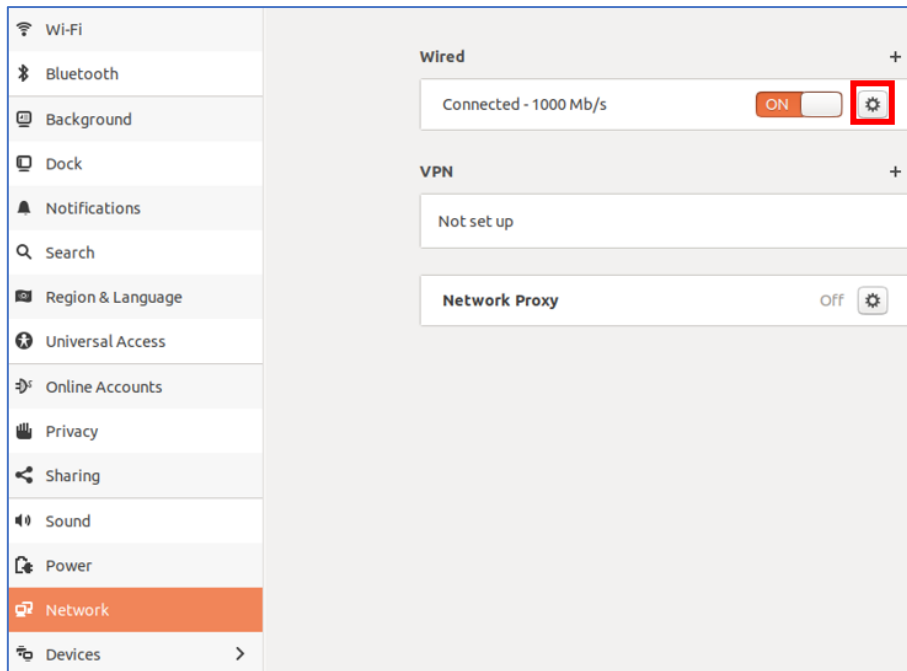 Wi-Fi
Bluetooth
Background
Dock
Notifications
Search
Region & Language
Universal Access
Online Accounts
Privacy
Sharing
Sound
Power
Network
Devices
Wired
Connected - 1000 Mb/s ON
VPN
Not set up
Network Proxy Off